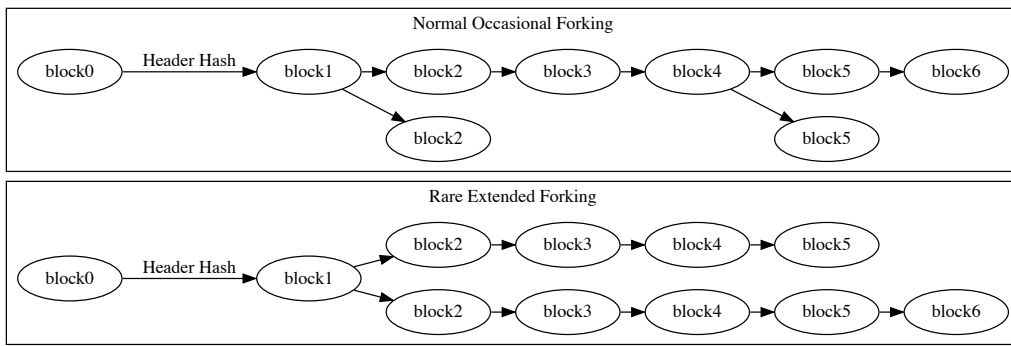 Normal Occasional Forking
block0 Header Hash block1 block2 block3 block4 block5 block6
block2 block5
Rare Extended Forking
block2 block3 block4 block5
block0 Header Hash block1
block2 block3 block4 block5 block6